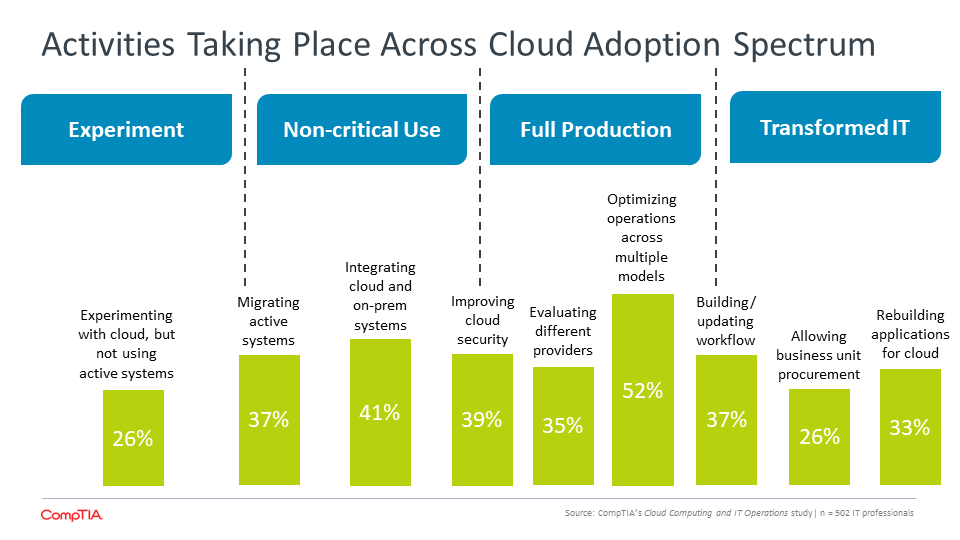 Activities Taking Place Across Cloud Adoption Spectrum
Experiment
Non-critical Use
Full Production
Transformed IT
Experimenting
with cloud, but
not using
active systems
26%
Migrating
active
systems
37%
Integrating
cloud and
on-prem
systems
41%
Improving
cloud
security
39%
Evaluating
different
providers
35%
Optimizing
operations
across
multiple
models
52%
Building/
updating
workflow
37%
Allowing
business unit
procurement
26%
Rebuilding
applications
for cloud
33%
CompTIA.
Source: CompTIA's Cloud Computing and IT Operations study | n = 502 IT professionals